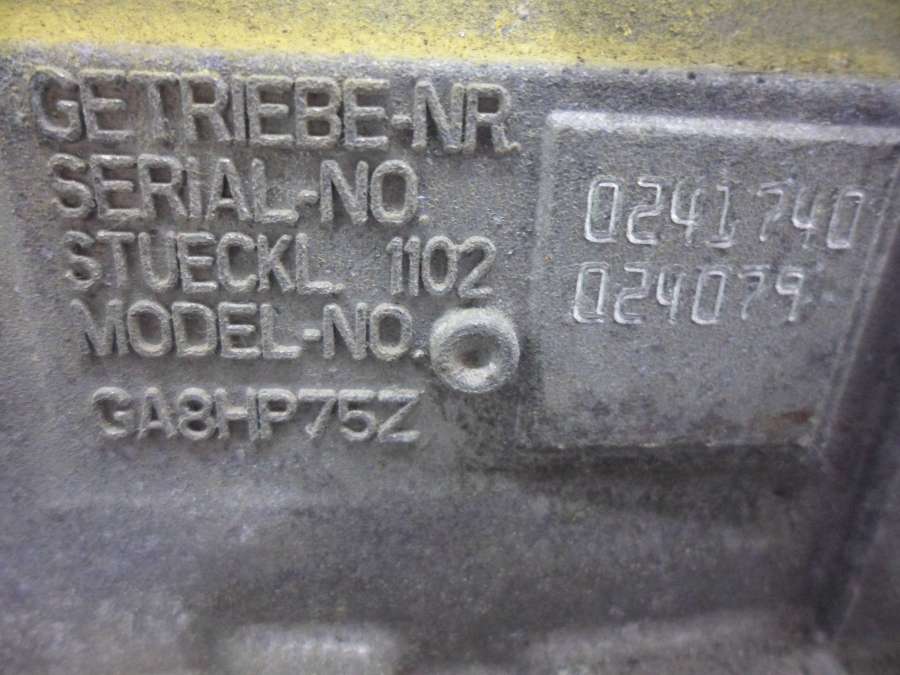 GETRIEBE-NR.
SERIAL-NO.
0241740
STUECKL. 1102
024079
MODEL-NO.
GA8HP75Z